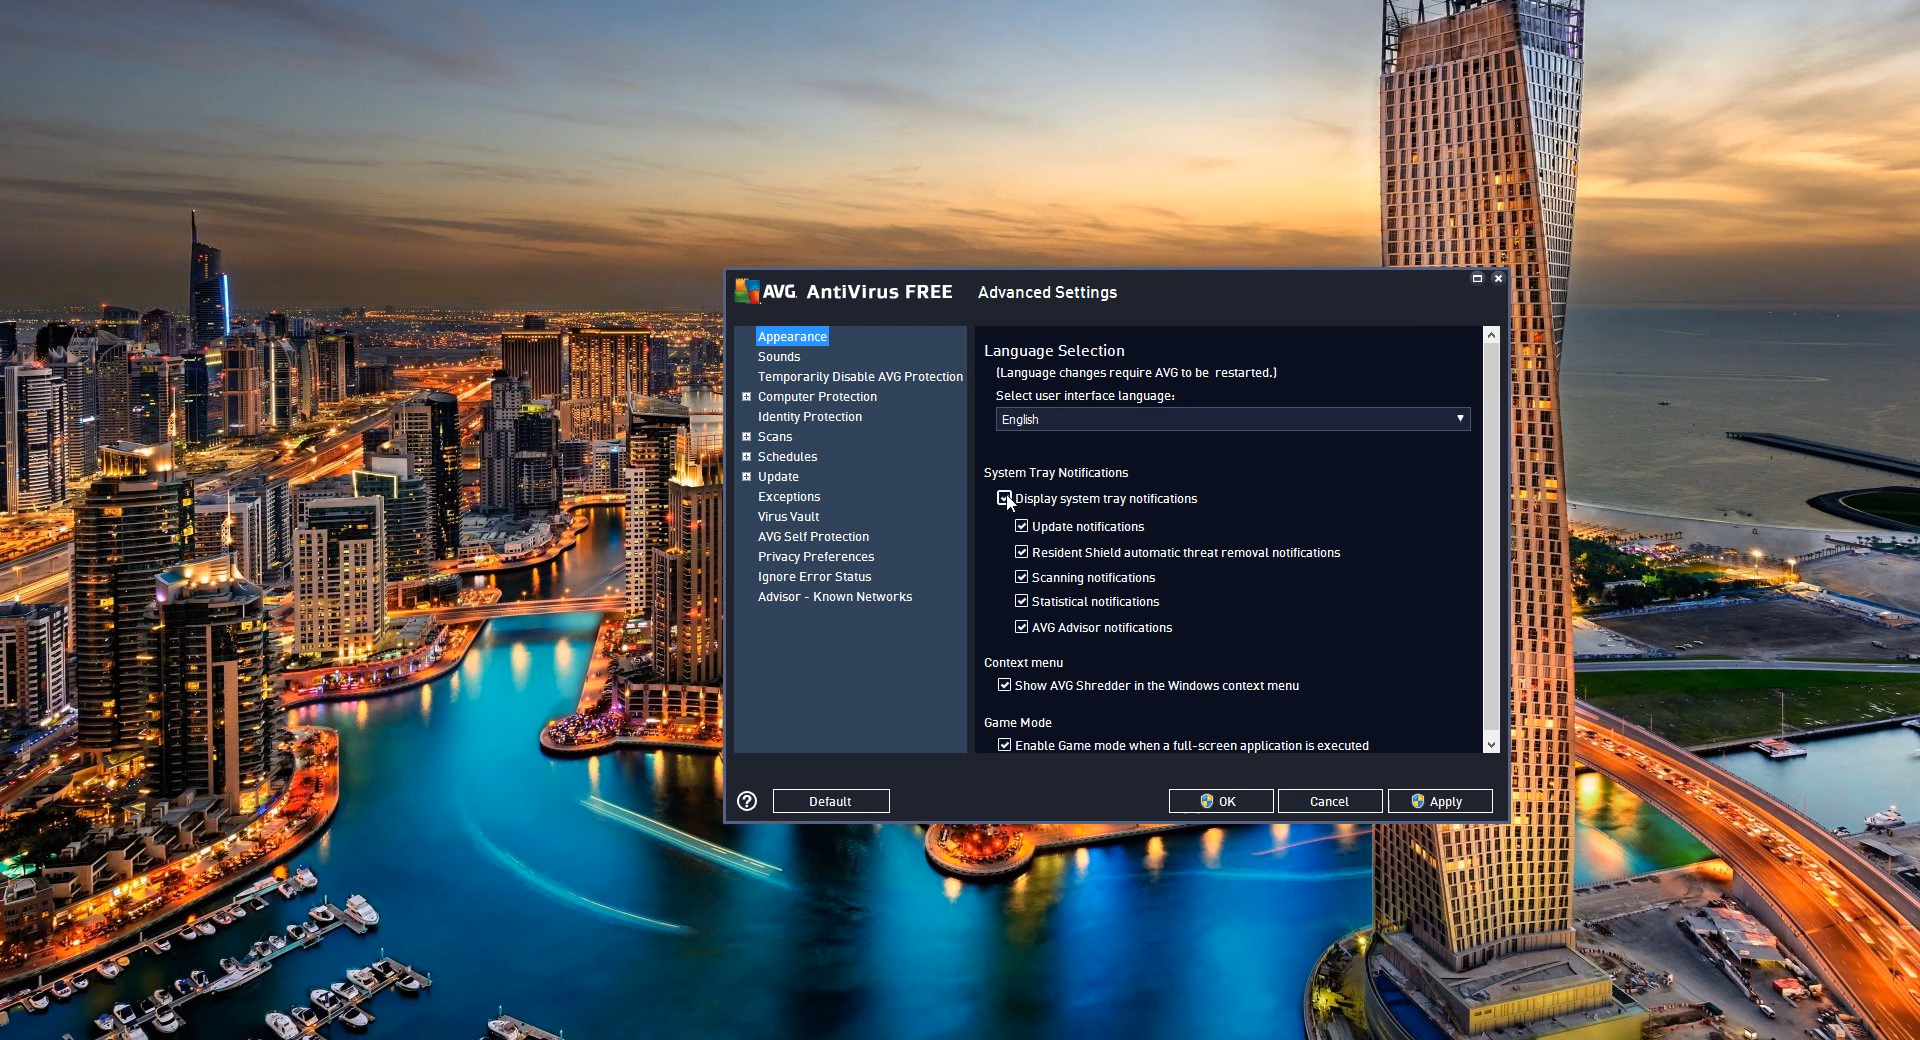 AVG AntiVirus FREE Advanced Settings
Appearance
Sounds
Temporarily Disable AVG Protection
Computer Protection
Identity Protection
Scans
Schedules
Update
Exceptions
Virus Vault
AVG Self Protection
Privacy Preferences
Ignore Error Status
Advisor - Known Networks
Language Selection
(Language changes require AVG to be restarted.)
Select user interface language:
English
System Tray Notifications
Display system tray notifications
Update notifications
Resident Shield automatic threat removal notifications
Scanning notifications
Statistical notifications
AVG Advisor notifications
Context menu
Show AVG Shredder in the Windows context menu
Game Mode
Enable Game mode when a full-screen application is executed
? Default OK Cancel Apply